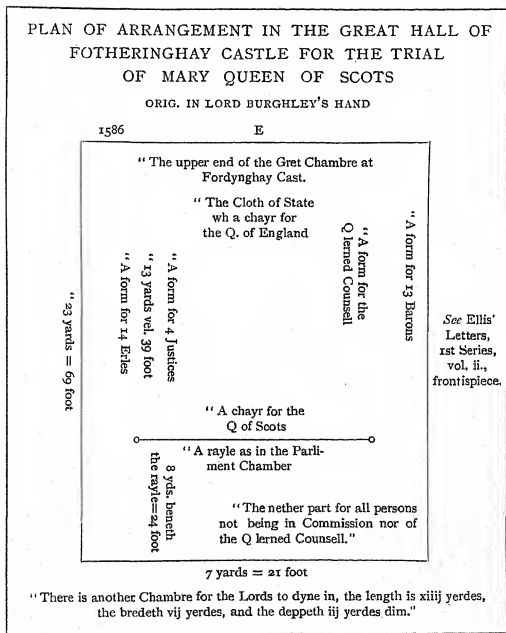 PLAN OF ARRANGEMENT IN THE GREAT HALL OF
FOTHERINGHAY CASTLE FOR THE TRIAL
OF MARY QUEEN OF SCOTS
ORIG. IN LORD BURGHLEY'S HAND
1586
E
"The upper end of the Gret Chambre at
Fordynghay Cast.
"The Cloth of State
wh a chayr for
the Q. of England
"23 yards = 69 foot
"A form for 14 Erles
"13 yards vel. 39 foot
"A form for 4 Justices
"A form for the
Q lerned Counsell
"A form for 13 Barons
See Ellis'
Letters,
1st Series,
vol. ii.,
frontispiece.
"A chayr for the
Q of Scots
"A rayle as in the Parli-
ment Chamber
8 yds. beneth
the rayle=24 foot
"The nether part for all persons
not being in Commission nor of
the Q lerned Counsell."
7 yards = 21 foot
"There is another Chambre for the Lords to dyne in, the length is xiiij yerdes,
the bredeth vij yerdes, and the deppeth iij yerdes dim."